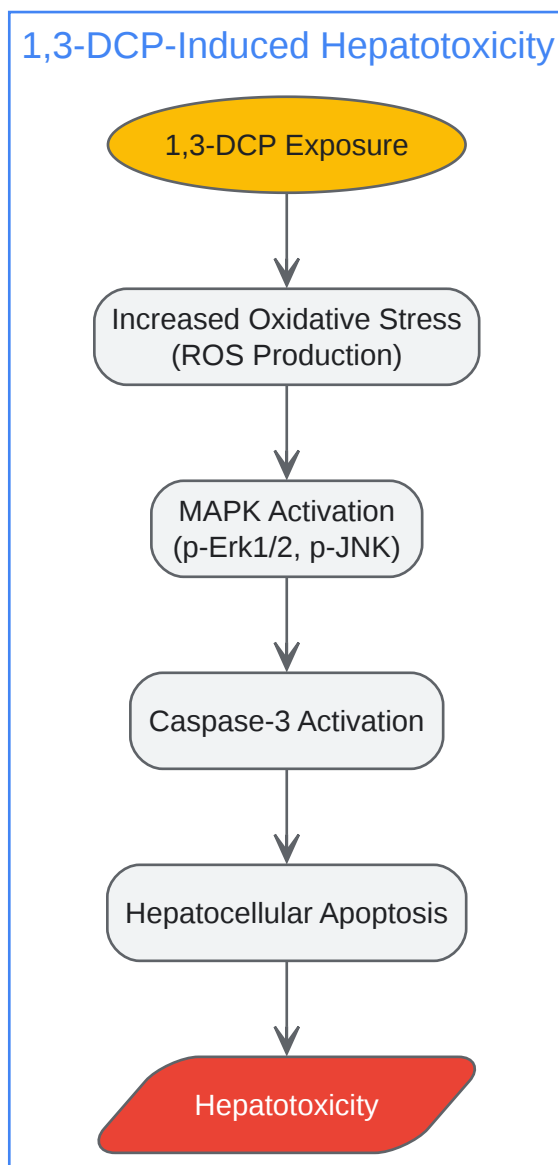 1,3-DCP-Induced Hepatotoxicity
1,3-DCP Exposure
Increased Oxidative Stress
(ROS Production)
MAPK Activation
(p-Erk1/2, p-JNK)
Caspase-3 Activation
Hepatocellular Apoptosis
Hepatotoxicity